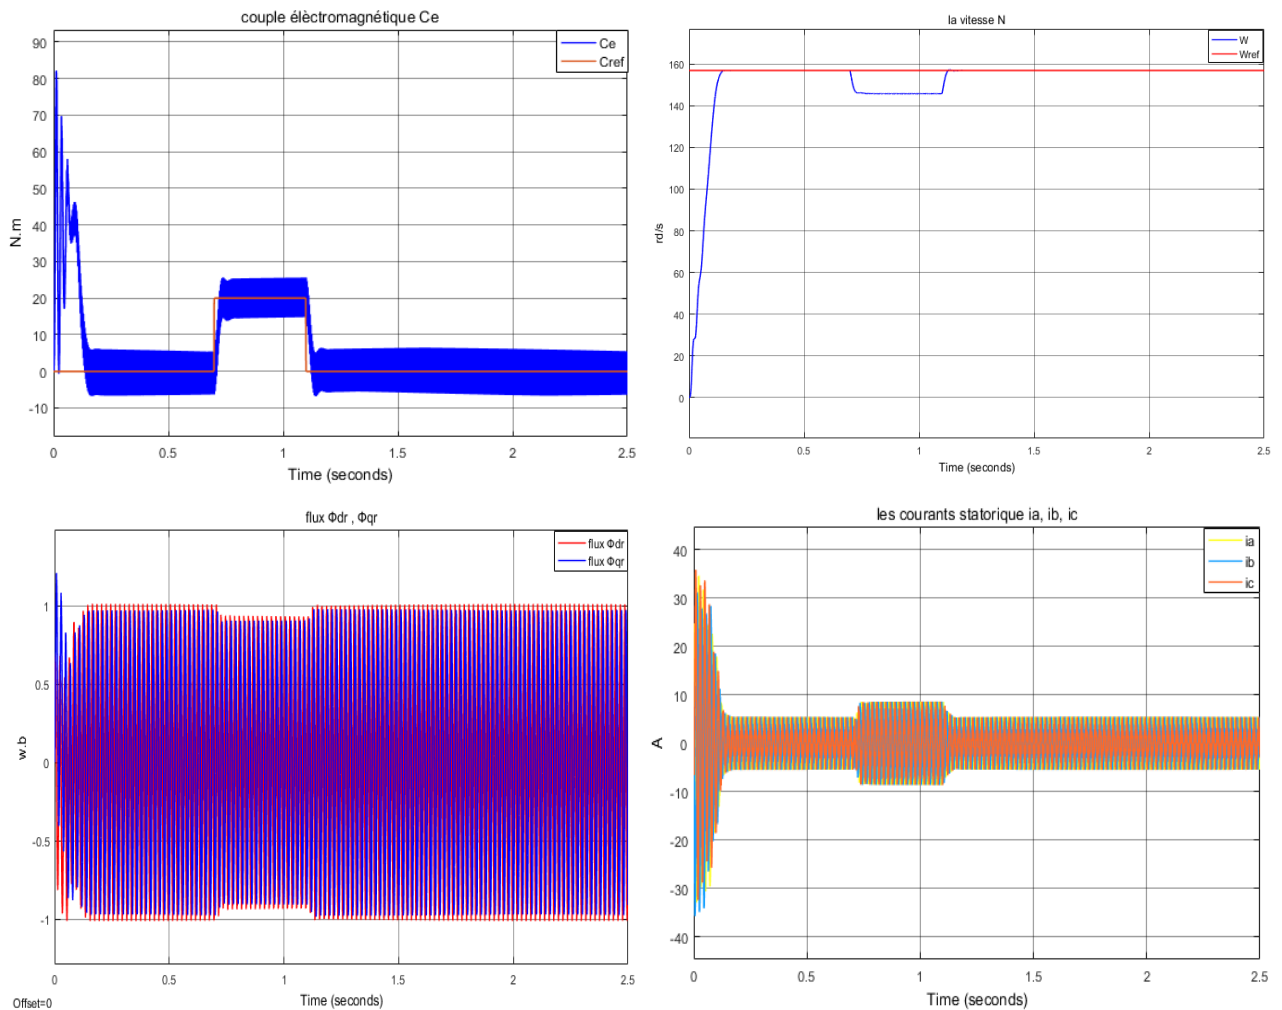 couple élèctromagnétique Ce
90
80
70
60
50
40
30
20
10
0
-10
N.m
Ce
Cref
0 0.5 1 1.5 2 2.5
Time (seconds)
la vitesse N
160
140
120
100
80
60
40
20
0
rd/s
W
Wref
0 0.5 1 1.5 2 2.5
Time (seconds)
flux Φdr , Φqr
1
0.5
0
-0.5
-1
w.b
flux Φdr
flux Φqr
0 0.5 1 1.5 2 2.5
Time (seconds)
Offset=0
les courants statorique ia, ib, ic
40
30
20
10
0
-10
-20
-30
-40
A
ia
ib
ic
0 0.5 1 1.5 2 2.5
Time (seconds)